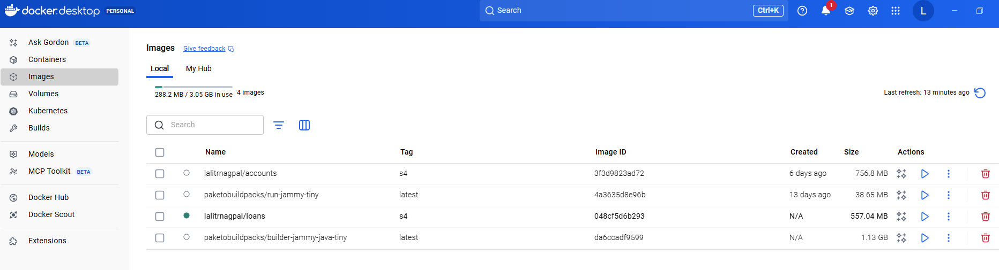 docker.desktop PERSONAL Search Ctrl+K 1 L
Ask Gordon BETA
Containers
Images
Volumes
Kubernetes
Builds
Models
MCP Toolkit BETA
Docker Hub
Docker Scout
Extensions
Images Give feedback
Local My Hub
288.2 MB / 3.05 GB in use 4 images Last refresh: 13 minutes ago
Search
Name Tag Image ID Created Size Actions
lalitrnagpal/accounts s4 3f3d9823ad72 6 days ago 756.8 MB
paketobuildpacks/run-jammy-tiny latest 4a3635d8e96b 13 days ago 38.65 MB
lalitrnagpal/loans s4 048cf5d6b293 N/A 557.04 MB
paketobuildpacks/builder-jammy-java-tiny latest da6ccadf9599 N/A 1.13 GB